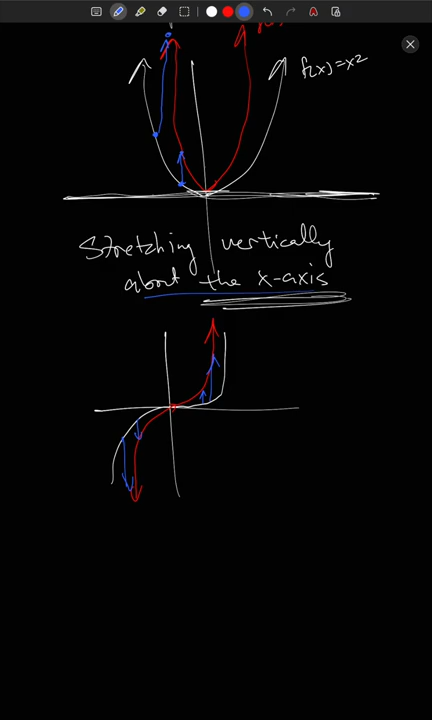 f(x)=x²
Stretching vertically
about the x-axis